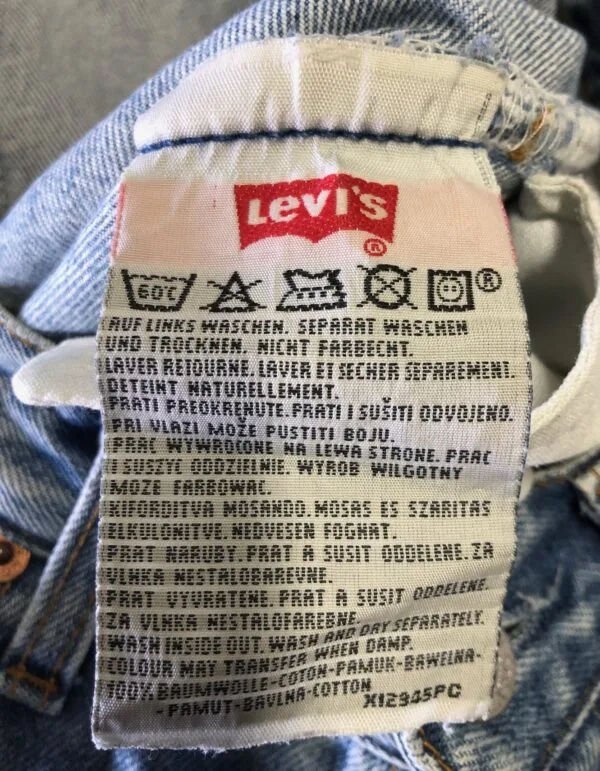 Levi's
®
60C
®
AUF LINKS WASCHEN. SEPARAT WASCHEN
UND TROCKNEN. NICHT FARBECHT.
LAVER RETOURNE. LAVER ET SECHER SEPAREMENT.
DETEINT NATURELLEMENT.
PRATI PREOKRENUTE. PRATI I SUŠITI ODVOJENO.
PRI VLAZI MOŽE PUSTITI BOJU.
PRAC WYWROCONE NA LEWA STRONE. PRAC
I SUSZYC ODDZIELNIE. WYROB WILGOTNY
MOZE FARBOWAC.
KIFORDITVA MOSANDO. MOSAS ES SZARITAS
ELKULONITVE. NEDVESEN FOGHAT.
PRAT NARUBY. PRAT A SUSIT ODDELENE. ZA
VLHKA NESTALOBAREVNE.
PRAT VYVRATENE. PRAT A SUSIT ODDELENE.
ZA VLHKA NESTALOFAREBNE.
WASH INSIDE OUT. WASH AND DRY SEPARATELY.
COLOUR MAY TRANSFER WHEN DAMP.
100% BAUMWOLLE-COTON-PAMUK-BAWELNA-
-PAMUT-BAVLNA-COTTON
X12945PC